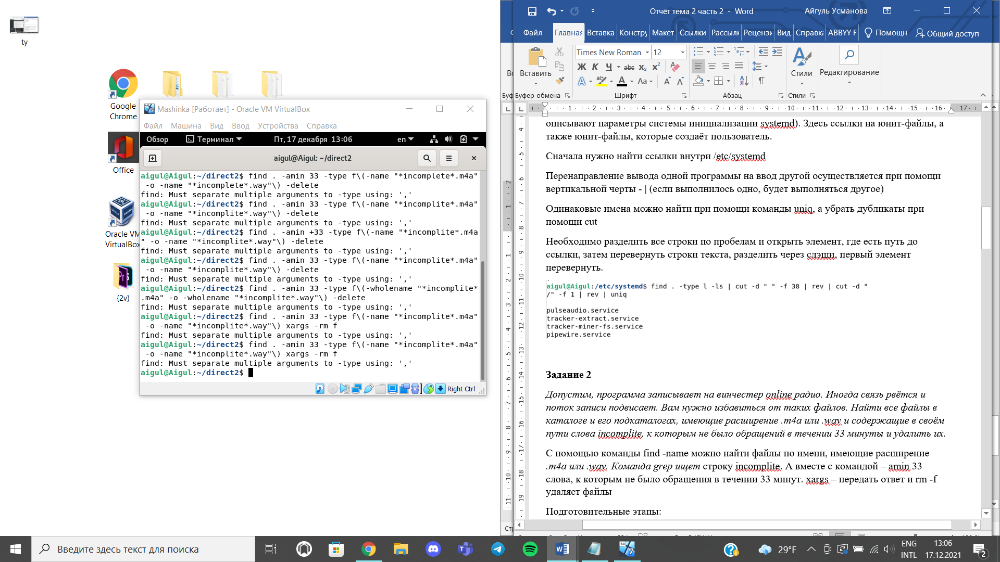 ty
Google
Chrome
Office
Oracle VM
VirtualBox
{2v}
Mashinka [Работает] - Oracle VM VirtualBox
Файл Машина Вид Ввод Устройства Справка
Обзор Терминал Пт, 17 декабря 13:06 en
aigul@Aigul: ~/direct2
aigul@Aigul:~/direct2$ find . -amin 33 -type f\(-name "*incomplete*.m4a"
-o -name "*incomplete*.way"\) -delete
find: Must separate multiple arguments to -type using: ','
aigul@Aigul:~/direct2$ find . -amin 33 -type f\(-name "*incomplite*.m4a"
-o -name "*incomplite*.way"\) -delete
find: Must separate multiple arguments to -type using: ','
aigul@Aigul:~/direct2$ find . -amin +33 -type f\(-name "*incomplite*.m4a
" -o -name "*incomplite*.way"\) -delete
find: Must separate multiple arguments to -type using: ','
aigul@Aigul:~/direct2$ find . -amin 33 -type f\(-name "*incomplite*.m4a"
-o -name "*incomplite*.way"\) -delete
find: Must separate multiple arguments to -type using: ','
aigul@Aigul:~/direct2$ find . -amin 33 -type f\(-wholename "*incomplite*
.m4a" -o -wholename "*incomplite*.way"\) -delete
find: Must separate multiple arguments to -type using: ','
aigul@Aigul:~/direct2$ find . -amin 33 -type f\(-name "*incomplite*.m4a"
-o -name "*incomplite*.way"\) xargs -rm f
find: Must separate multiple arguments to -type using: ','
aigul@Aigul:~/direct2$ find . -amin 33 -type f\(-name "*incomplite*.m4a"
-o -name "*incomplite*.way"\) xargs -rm f
find: Must separate multiple arguments to -type using: ','
aigul@Aigul:~/direct2$
Right Ctrl
Отчёт тема 2 часть 2 - Word Айгуль Усманова
Файл Главная Вставка Констру Макет Ссылки Рассылк Рецензи Вид Справка ABBYY F Помощн Общий доступ
Вставить
Times New Roman 12
Ж К Ч abc x₂ x²
Стили
Редактирование
Буф Буфер обмена Шрифт Абзац Стили
описывают параметры системы инициализации systemd). Здесь ссылки на юнит-файлы, а
также юнит-файлы, которые создаёт пользователь.
Сначала нужно найти ссылки внутри /etc/systemd
Перенаправление вывода одной программы на ввод другой осуществляется при помощи
вертикальной черты - | (если выполнилось одно, будет выполняться другое)
Одинаковые имена можно найти при помощи команды uniq, а убрать дубликаты при
помощи cut
Необходимо разделить все строки по пробелам и открыть элемент, где есть путь до
ссылки, затем перевернуть строки текста, разделить через слэши, первый элемент
перевернуть.
aigul@Aigul:/etc/systemd$ find . -type l -ls | cut -d " " -f 38 | rev | cut -d "
/" -f 1 | rev | uniq
pulseaudio.service
tracker-extract.service
tracker-miner-fs.service
pipewire.service
Задание 2
Допустим, программа записывает на винчестер online радио. Иногда связь рвётся и
поток записи подвисает. Вам нужно избавиться от таких файлов. Найти все файлы в
каталоге и его подкаталогах, имеющие расширение .m4a или .way и содержащие в своём
пути слова incomplite, к которым не было обращений в течении 33 минуты и удалить их.
С помощью команды find -name можно найти файлы по имени, имеющие расширение
.m4a или .way. Команда grep ищет строку incomplite. А вместе с командой – amin 33
слова, к которым не было обращения в течении 33 минут. xargs – передать ответ и rm -f
удаляет файлы
Подготовительные этапы:
Введите здесь текст для поиска
29°F
ENG
INTL
13:06
17.12.2021
2